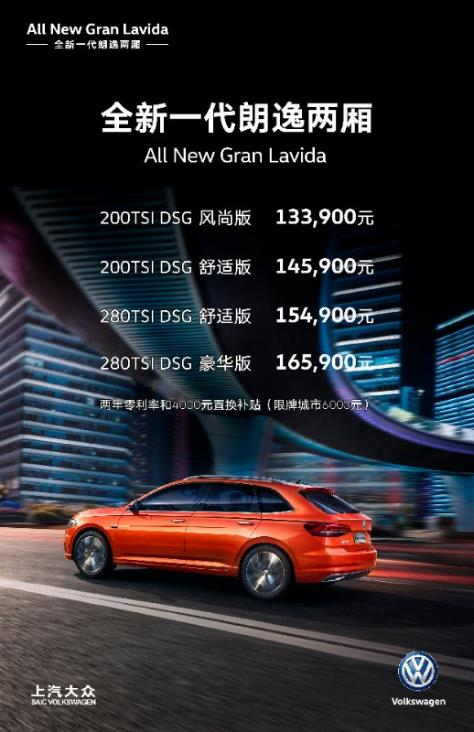 All New Gran Lavida
全新一代朗逸两厢
全新一代朗逸两厢
All New Gran Lavida
200TSI DSG 风尚版 133,900元
200TSI DSG 舒适版 145,900元
280TSI DSG 舒适版 154,900元
280TSI DSG 豪华版 165,900元
两年零利率和4000元置换补贴（限牌城市6000元）
上汽大众
SAIC VOLKSWAGEN
Volkswagen